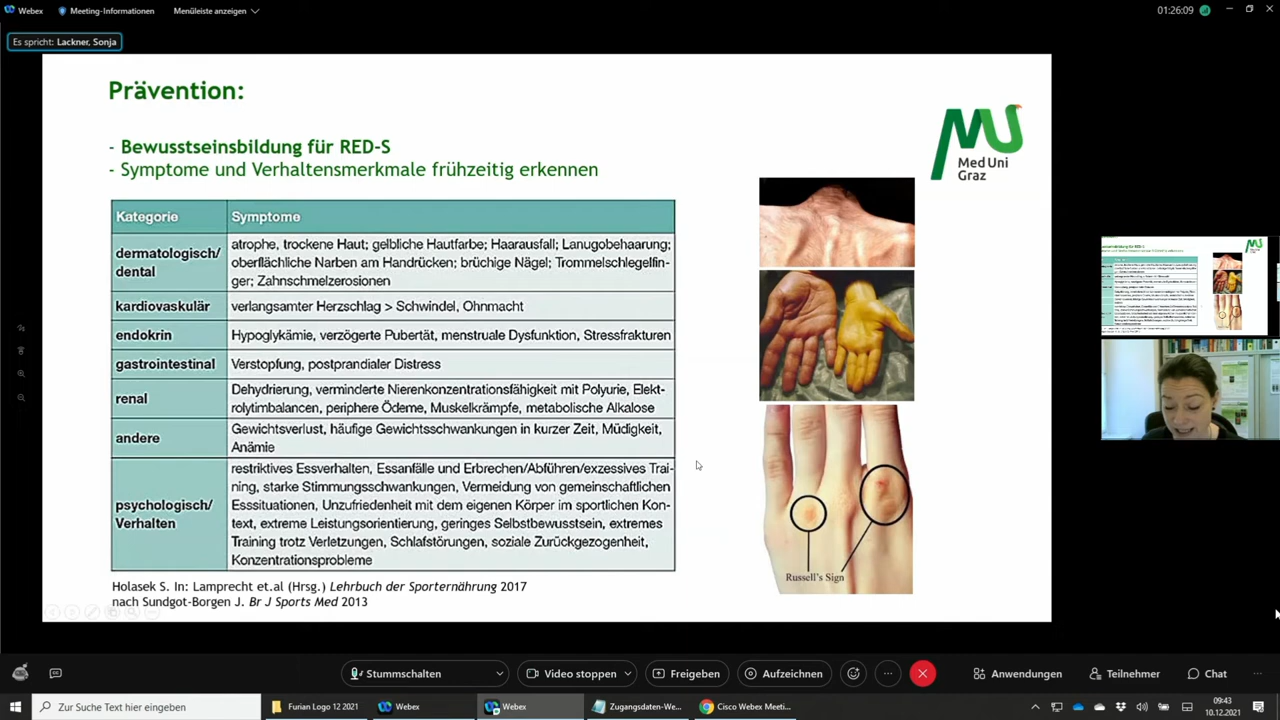 Webex
Meeting-Informationen
Menüleiste anzeigen
01:26:09
Es spricht: Lackner, Sonja
Prävention:
- Bewusstseinsbildung für RED-S
- Symptome und Verhaltensmerkmale frühzeitig erkennen
Med Uni
Graz
Kategorie
Symptome
dermatologisch/
dental
atrophe, trockene Haut; gelbliche Hautfarbe; Haarausfall; Lanugobehaarung;
oberflächliche Narben am Handrücken, bruchige Nägel; Trommelschlegelfin-
ger; Zahnschmelzerosionen
kardiovaskulär
verlangsamter Herzschlag > Schwindel, Ohnmacht
endokrin
Hypoglykämie, verzögerte Pubertät, menstruale Dysfunktion, Stressfrakturen
gastrointestinal
Verstopfung, postprandialer Distress
renal
Dehydrierung, verminderte Nierenkonzentrationsfähigkeit mit Polyurie, Elekt-
rolytimbalancen, periphere Ödeme, Muskelkrämpfe, metabolische Alkalose
andere
Gewichtsverlust, häufige Gewichtsschwankungen in kurzer Zeit, Müdigkeit,
Anämie
psychologisch/
Verhalten
restriktives Essverhalten, Essanfälle und Erbrechen/Abführen/exzessives Trai-
ning, starke Stimmungsschwankungen, Vermeidung von gemeinschaftlichen
Esssituationen, Unzufriedenheit mit dem eigenen Körper im sportlichen Kon-
text, extreme Leistungsorientierung, geringes Selbstbewusstsein, extremes
Training trotz Verletzungen, Schlafstörungen, soziale Zurückgezogenheit,
Konzentrationsprobleme
Russell's Sign
Holasek S. In: Lamprecht et.al (Hrsg.) Lehrbuch der Sporternährung 2017
nach Sundgot-Borgen J. Br J Sports Med 2013
Stummschalten
Video stoppen
Freigeben
Aufzeichnen
Anwendungen
Teilnehmer
Chat
Zur Suche Text hier eingeben
Furian Logo 12 2021
Webex
Webex
Zugangsdaten-We...
Cisco Webex Meeti...
09:43
10.12.2021